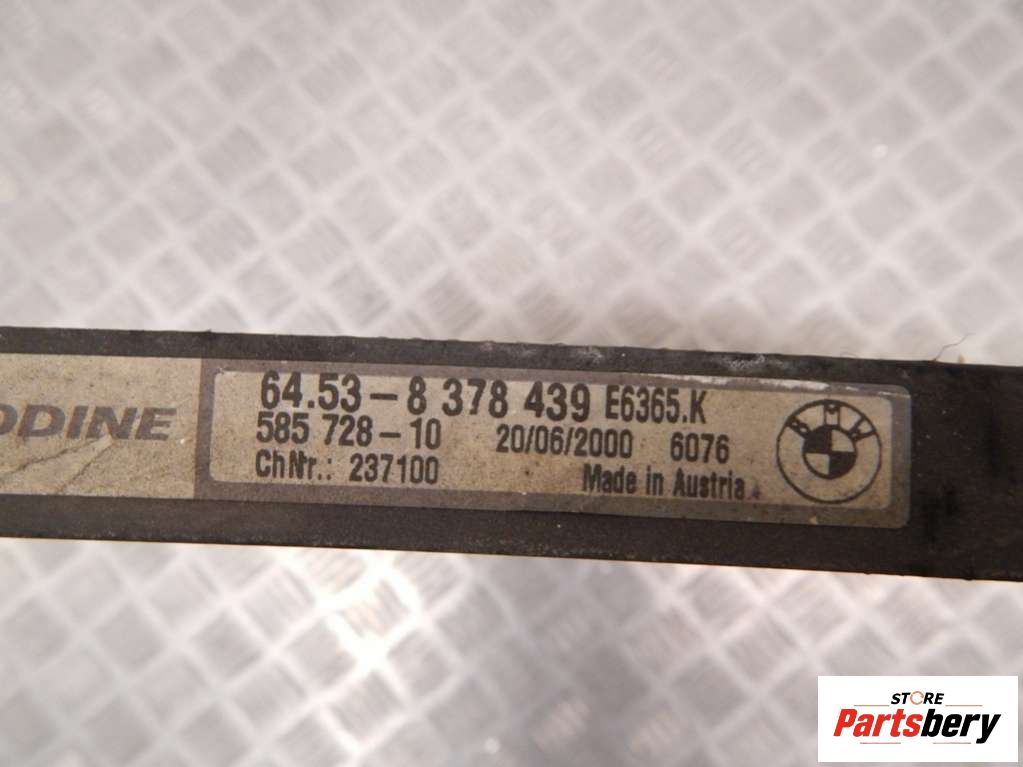 ODINE
64.53-8 378 439 E6365.K
585 728-10 20/06/2000 6076
ChNr.: 237100 Made in Austria
BMW
STORE
Partsbery